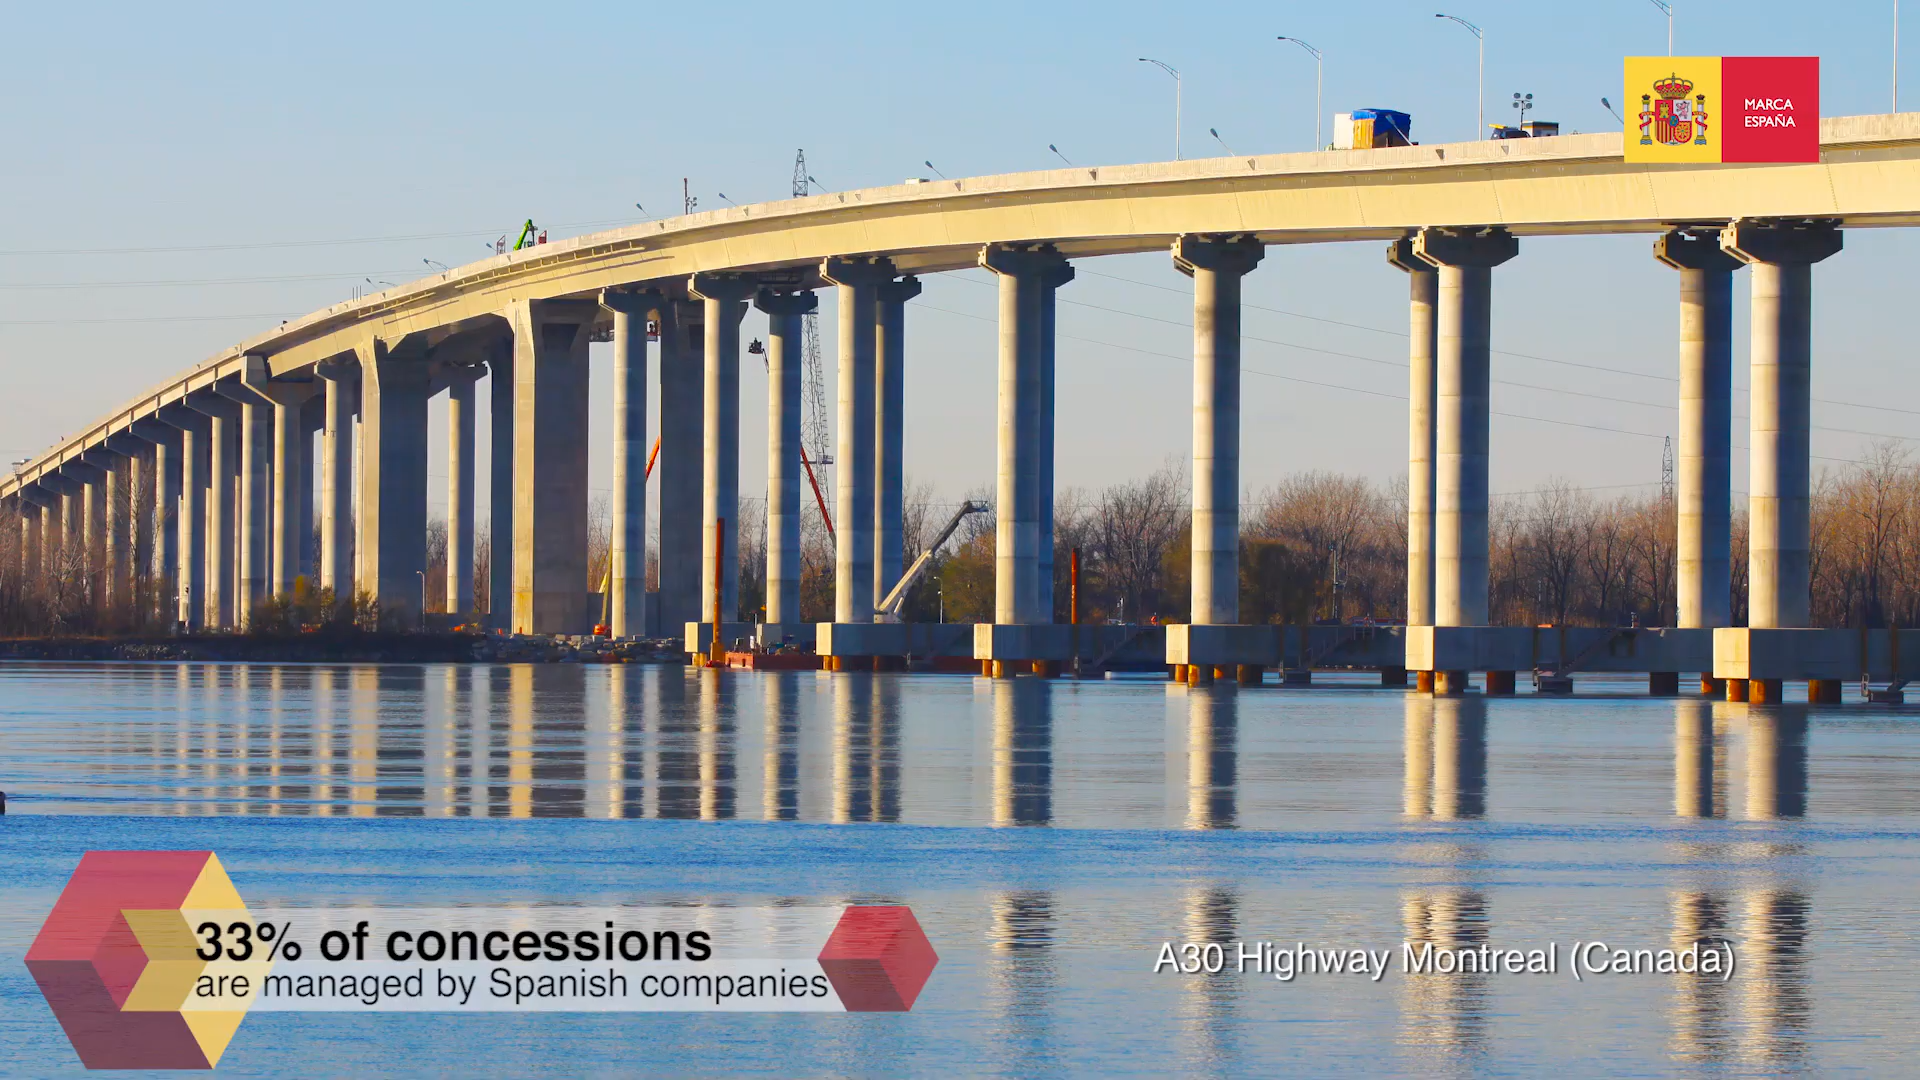 MARCA
ESPAÑA
33% of concessions
are managed by Spanish companies
A30 Highway Montreal (Canada)